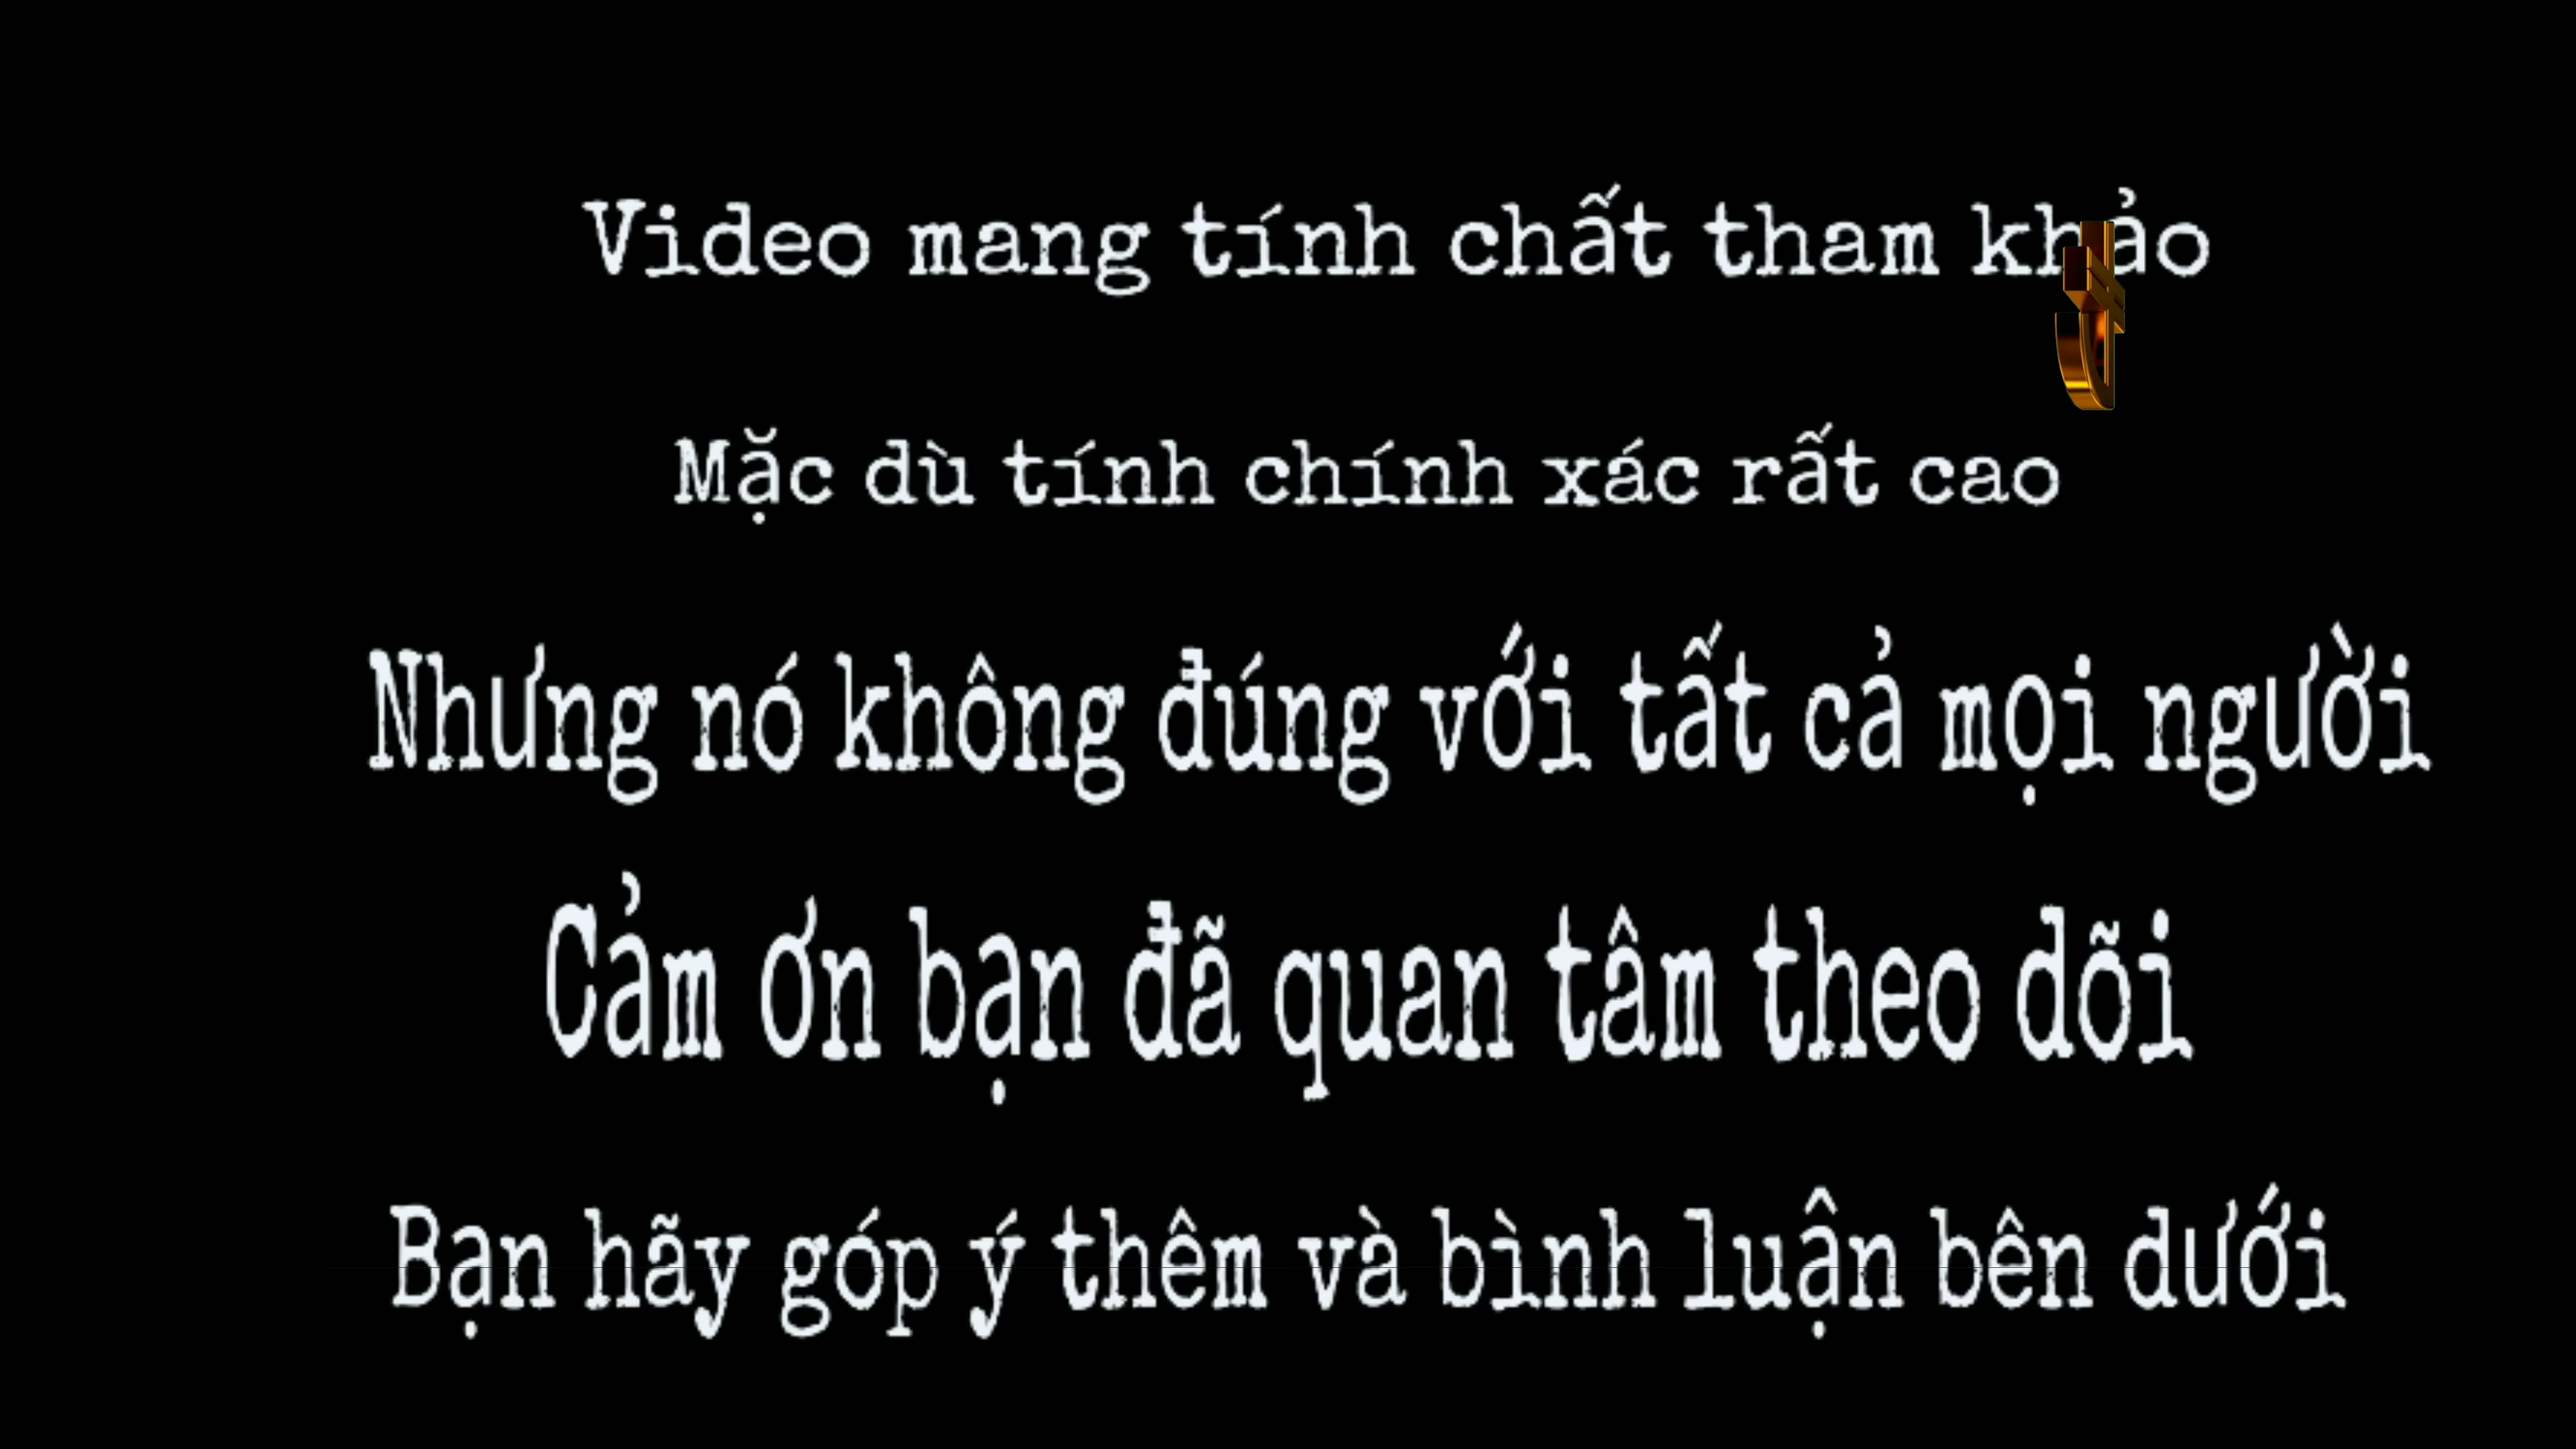 Video mang tính chất tham khảo
Mặc dù tính chính xác rất cao
Nhưng nó không đúng với tất cả mọi người
Cảm ơn bạn đã quan tâm theo dõi
Bạn hãy góp ý thêm và bình luận bên dưới